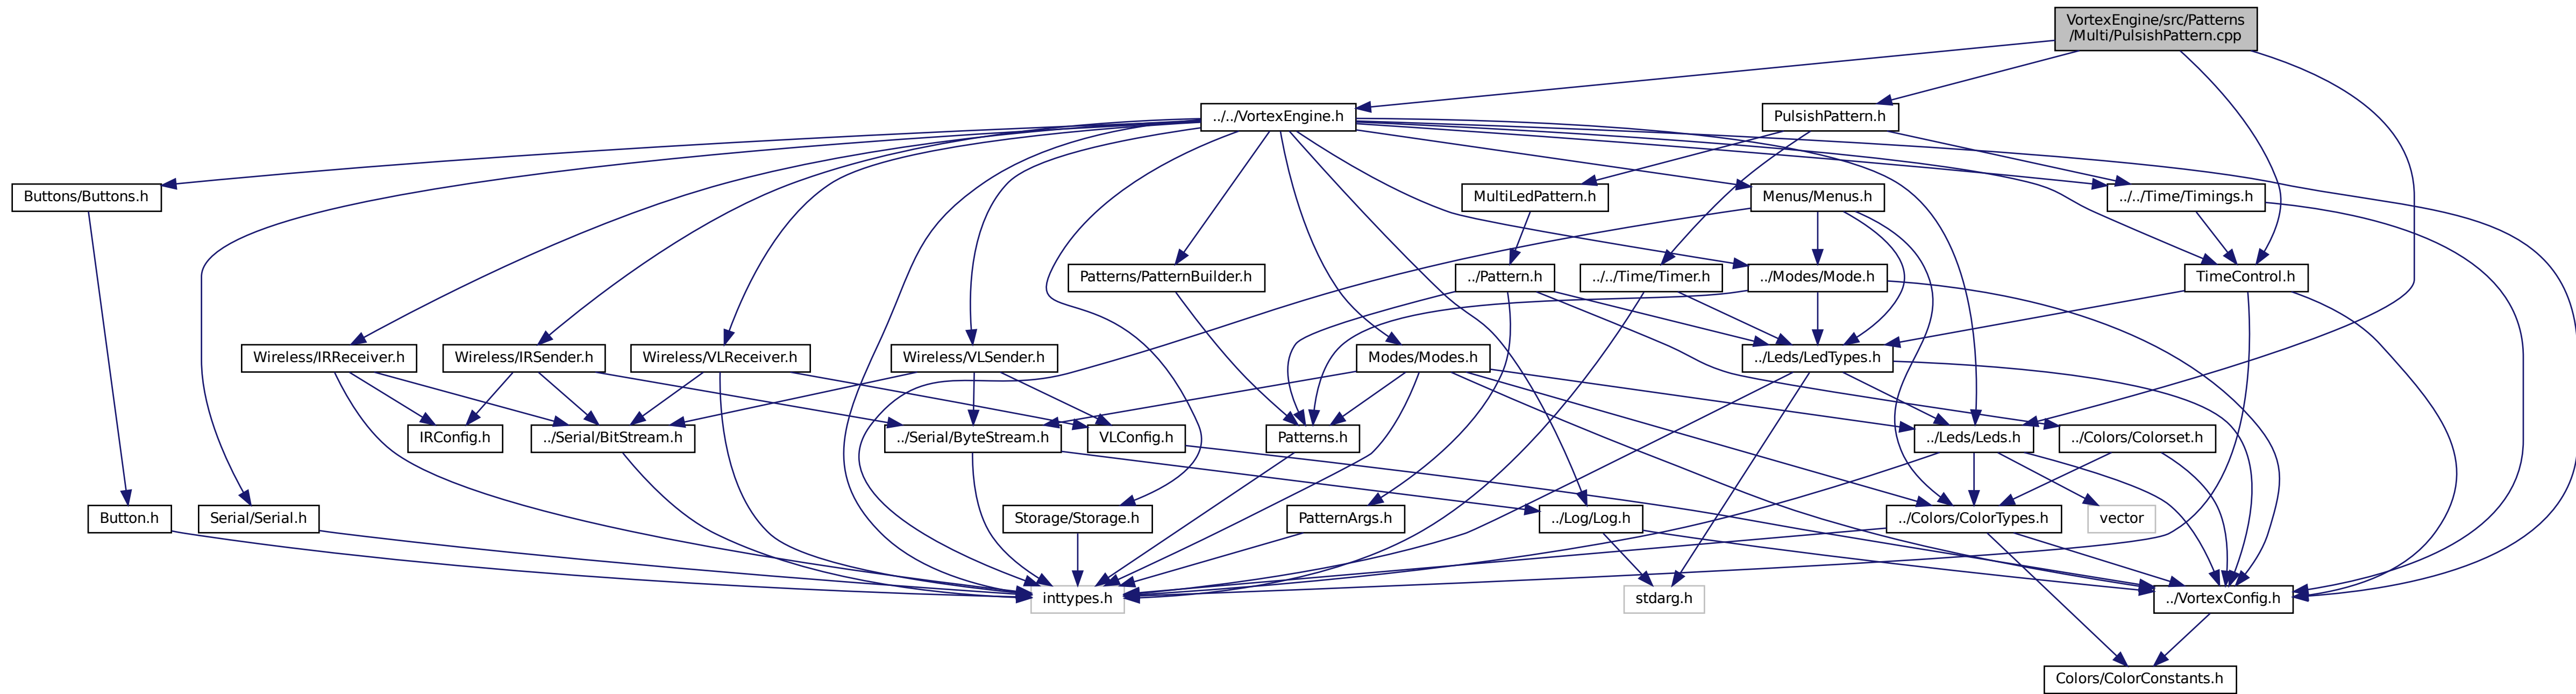 VortexEngine/src/Patterns
/Multi/PulsishPattern.cpp
../../VortexEngine.h
PulsishPattern.h
Buttons/Buttons.h
MultiLedPattern.h
Menus/Menus.h
../../Time/Timings.h
Patterns/PatternBuilder.h
../Pattern.h
../../Time/Timer.h
../Modes/Mode.h
TimeControl.h
Wireless/IRReceiver.h
Wireless/IRSender.h
Wireless/VLReceiver.h
Wireless/VLSender.h
Modes/Modes.h
../Leds/LedTypes.h
IRConfig.h
../Serial/BitStream.h
../Serial/ByteStream.h
VLConfig.h
Patterns.h
../Leds/Leds.h
../Colors/Colorset.h
Button.h
Serial/Serial.h
Storage/Storage.h
PatternArgs.h
../Log/Log.h
../Colors/ColorTypes.h
vector
inttypes.h
stdarg.h
../VortexConfig.h
Colors/ColorConstants.h